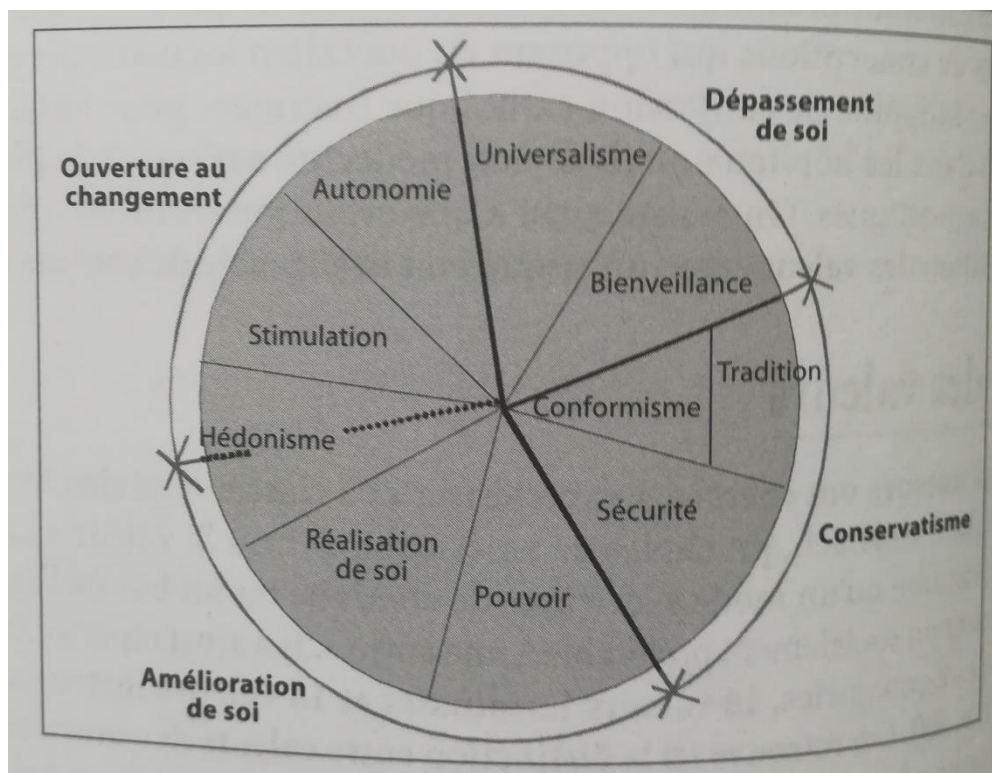 Dépassement
de soi
Ouverture au
changement
Universalisme
Autonomie
Bienveillance
Stimulation
Tradition
Conformisme
Hédonisme
Sécurité
Conservatisme
Réalisation
de soi
Pouvoir
Amélioration
de soi